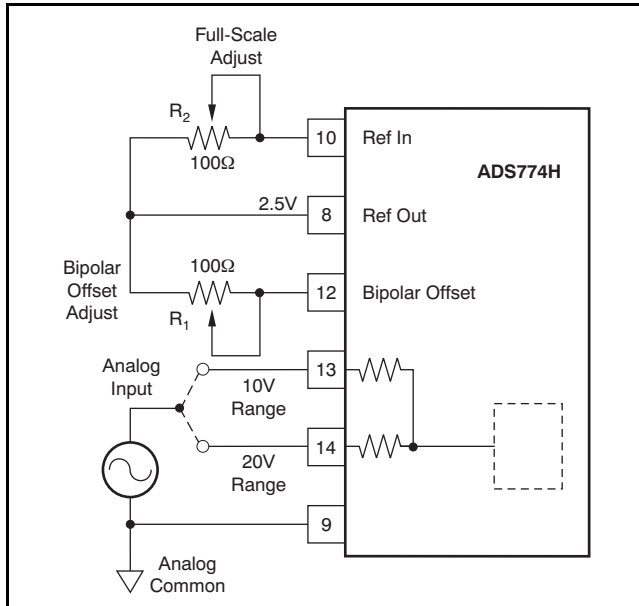 Full-Scale
Adjust
R2
100Ω
10
Ref In
ADS774H
2.5V
8
Ref Out
Bipolar
Offset
Adjust
100Ω
R1
12
Bipolar Offset
Analog
Input
10V
Range
13
20V
Range
14
9
Analog
Common